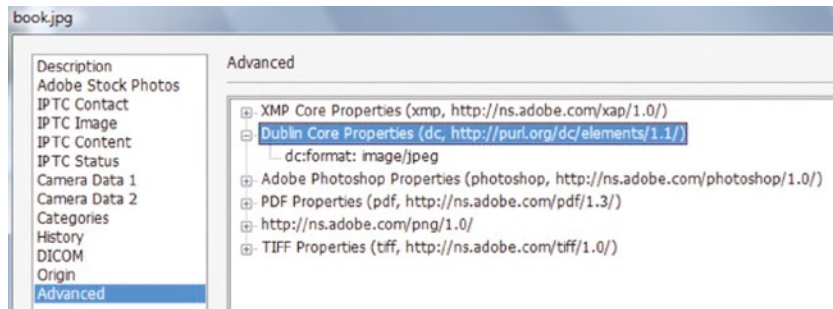 book.jpg
Description
Adobe Stock Photos
IPTC Contact
IPTC Image
IPTC Content
IPTC Status
Camera Data 1
Camera Data 2
Categories
History
DICOM
Origin
Advanced
Advanced
XMP Core Properties (xmp, http://ns.adobe.com/xap/1.0/)
Dublin Core Properties (dc, http://purl.org/dc/elements/1.1/)
dc:format: image/jpeg
Adobe Photoshop Properties (photoshop, http://ns.adobe.com/photoshop/1.0/)
PDF Properties (pdf, http://ns.adobe.com/pdf/1.3/)
http://ns.adobe.com/png/1.0/
TIFF Properties (tiff, http://ns.adobe.com/tiff/1.0/)